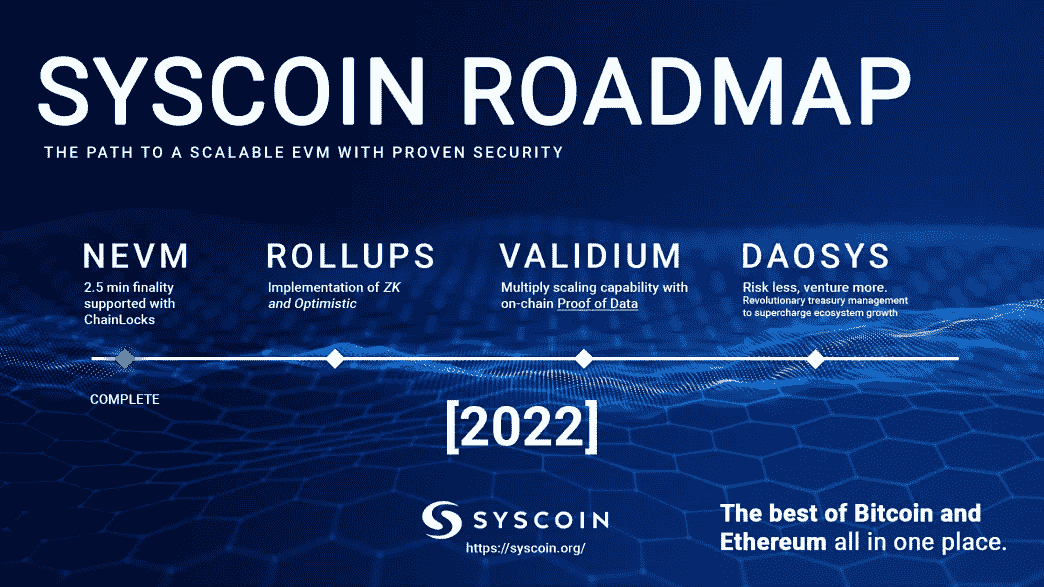 SYSCOIN ROADMAP
THE PATH TO A SCALABLE EVM WITH PROVEN SECURITY
NEVM
2.5 min finality
supported with
ChainLocks
ROLLUPS
Implementation of ZK
and Optimistic
VALIDIUM
Multiply scaling capability with
on-chain Proof of Data
DAOSYS
Risk less, venture more.
Revolutionary treasury management
to supercharge ecosystem growth
COMPLETE
[2022]
SYSCOIN
https://syscoin.org/
The best of Bitcoin and
Ethereum all in one place.